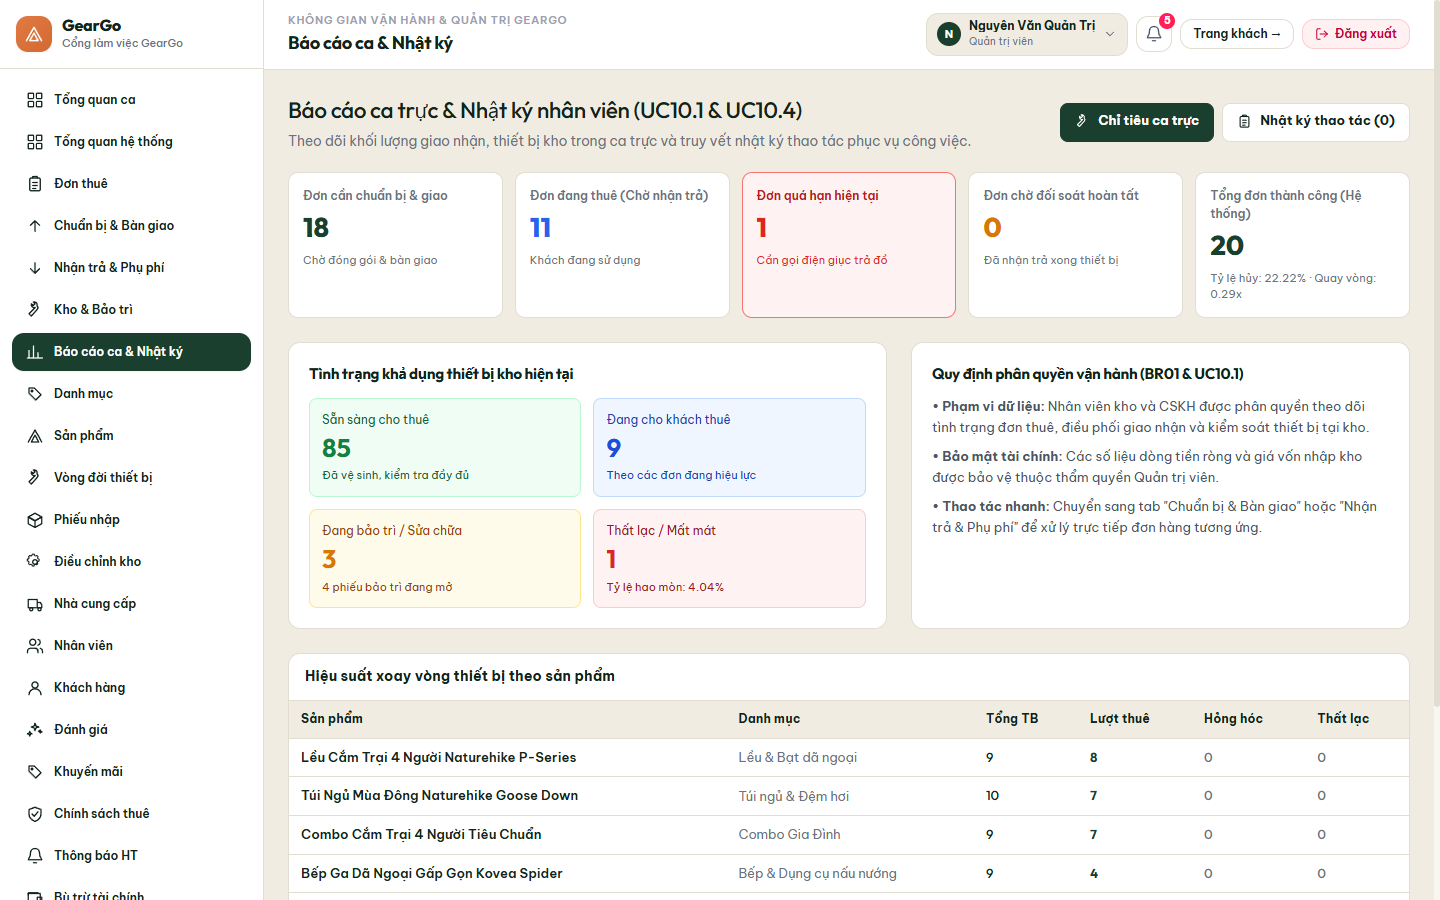 GearGo
Cổng làm việc GearGo
KHÔNG GIAN VẬN HÀNH & QUẢN TRỊ GEARGO
Báo cáo ca & Nhật ký
N
Nguyễn Văn Quản Trị
Quản trị viên
5
Trang khách →
Đăng xuất
Tổng quan ca
Tổng quan hệ thống
Đơn thuê
Chuẩn bị & Bàn giao
Nhận trả & Phụ phí
Kho & Bảo trì
Báo cáo ca & Nhật ký
Danh mục
Sản phẩm
Vòng đời thiết bị
Phiếu nhập
Điều chỉnh kho
Nhà cung cấp
Nhân viên
Khách hàng
Đánh giá
Khuyến mãi
Chính sách thuê
Thông báo HT
Bù trừ tài chính
Báo cáo ca trực & Nhật ký nhân viên (UC10.1 & UC10.4)
Theo dõi khối lượng giao nhận, thiết bị kho trong ca trực và truy vết nhật ký thao tác phục vụ công việc.
Chỉ tiêu ca trực
Nhật ký thao tác (0)
Đơn cần chuẩn bị & giao
18
Chờ đóng gói & bàn giao
Đơn đang thuê (Chờ nhận trả)
11
Khách đang sử dụng
Đơn quá hạn hiện tại
1
Cần gọi điện giục trả đồ
Đơn chờ đối soát hoàn tất
0
Đã nhận trả xong thiết bị
Tổng đơn thành công (Hệ
thống)
20
Tỷ lệ hủy: 22.22% · Quay vòng:
0.29x
Tình trạng khả dụng thiết bị kho hiện tại
Sẵn sàng cho thuê
85
Đã vệ sinh, kiểm tra đầy đủ
Đang cho khách thuê
9
Theo các đơn đang hiệu lực
Đang bảo trì / Sửa chữa
3
4 phiếu bảo trì đang mở
Thất lạc / Mất mát
1
Tỷ lệ hao mòn: 4.04%
Quy định phân quyền vận hành (BR01 & UC10.1)
• Phạm vi dữ liệu: Nhân viên kho và CSKH được phân quyền theo dõi
tình trạng đơn thuê, điều phối giao nhận và kiểm soát thiết bị tại kho.
• Bảo mật tài chính: Các số liệu dòng tiền ròng và giá vốn nhập kho
được bảo vệ thuộc thẩm quyền Quản trị viên.
• Thao tác nhanh: Chuyển sang tab "Chuẩn bị & Bàn giao" hoặc "Nhận
trả & Phụ phí" để xử lý trực tiếp đơn hàng tương ứng.
Hiệu suất xoay vòng thiết bị theo sản phẩm
Sản phẩm Danh mục Tổng TB Lượt thuê Hỏng hóc Thất lạc
Lều Cắm Trại 4 Người Naturehike P-Series Lều & Bạt dã ngoại 9 8 0 0
Túi Ngủ Mùa Đông Naturehike Goose Down Túi ngủ & Đệm hơi 10 7 0 0
Combo Cắm Trại 4 Người Tiêu Chuẩn Combo Gia Đình 9 7 0 0
Bếp Ga Dã Ngoại Gấp Gọn Kovea Spider Bếp & Dụng cụ nấu nướng 9 4 0 0